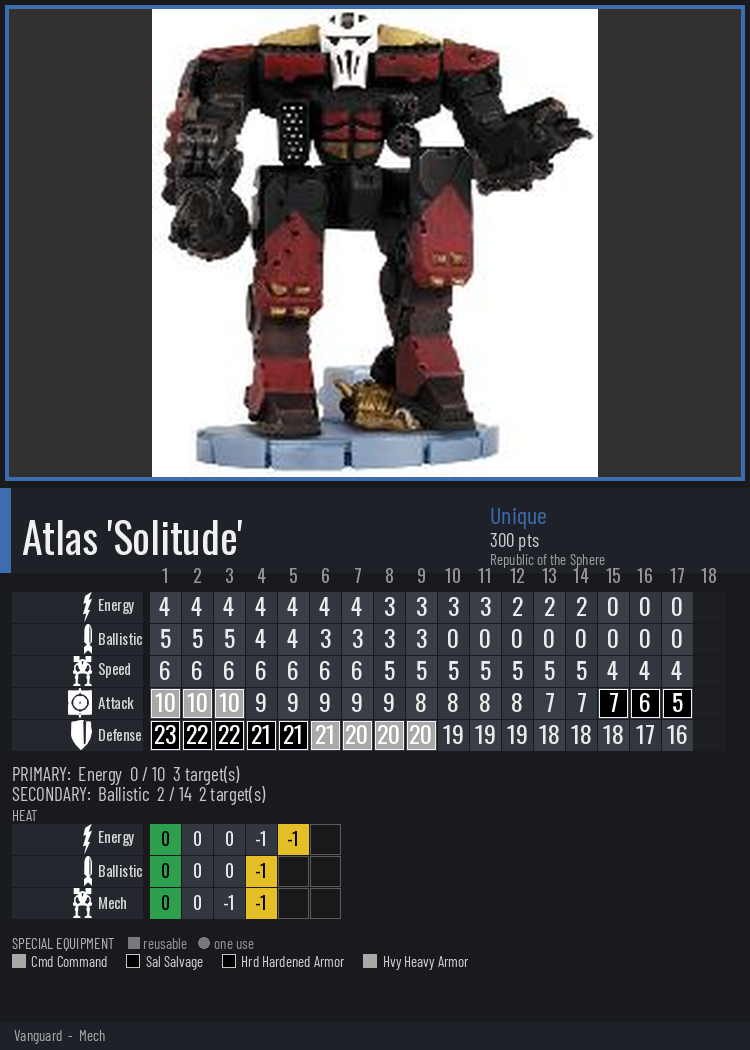 Atlas 'Solitude'
Unique
300 pts
Republic of the Sphere
1 2 3 4 5 6 7 8 9 10 11 12 13 14 15 16 17 18
Energy 4 4 4 4 4 4 4 3 3 3 3 2 2 2 0 0 0
Ballistic 5 5 5 4 4 3 3 3 3 0 0 0 0 0 0 0 0
Speed 6 6 6 6 6 6 6 5 5 5 5 5 5 5 4 4 4
Attack 10 10 10 9 9 9 9 9 8 8 8 8 7 7 7 6 5
Defense 23 22 22 21 21 21 20 20 20 19 19 19 18 18 18 17 16
PRIMARY: Energy 0 / 10 3 target(s)
SECONDARY: Ballistic 2 / 14 2 target(s)
HEAT
Energy 0 0 0 -1 -1
Ballistic 0 0 0 -1
Mech 0 0 -1 -1
SPECIAL EQUIPMENT reusable one use
Cmd Command Sal Salvage Hrd Hardened Armor Hvy Heavy Armor
Vanguard - Mech